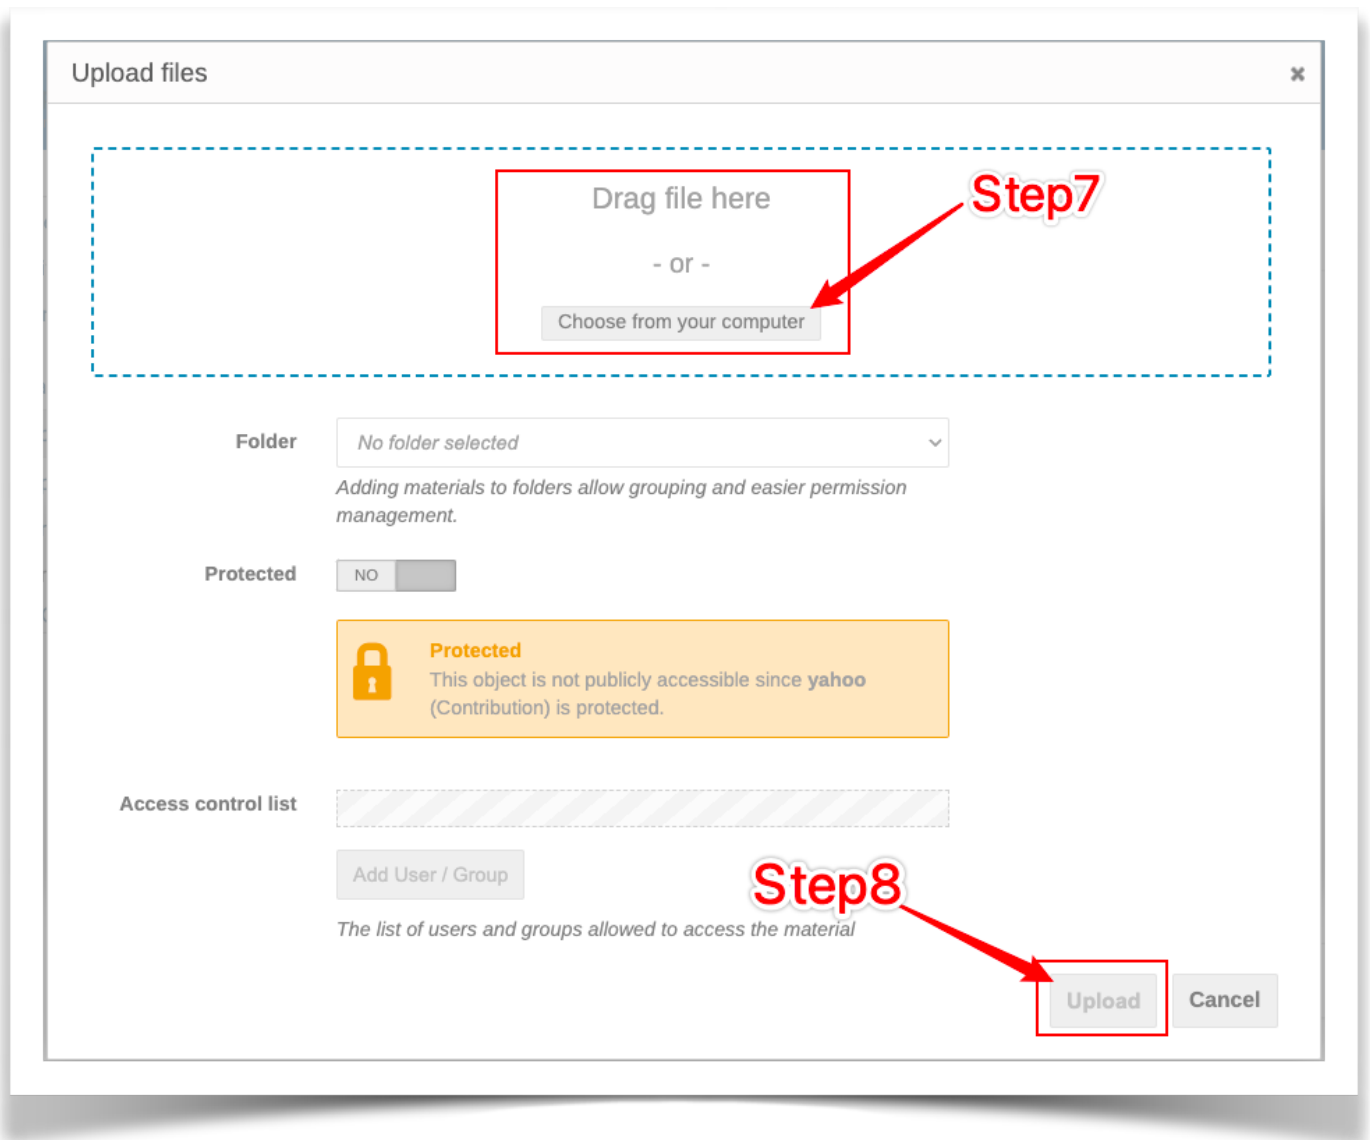 Upload files
Drag file here
Step7
- or -
Choose from your computer
Folder
No folder selected
Adding materials to folders allow grouping and easier permission
management.
Protected
NO
Protected
This object is not publicly accessible since yahoo
(Contribution) is protected.
Access control list
Add User / Group
Step8
The list of users and groups allowed to access the material
Upload
Cancel